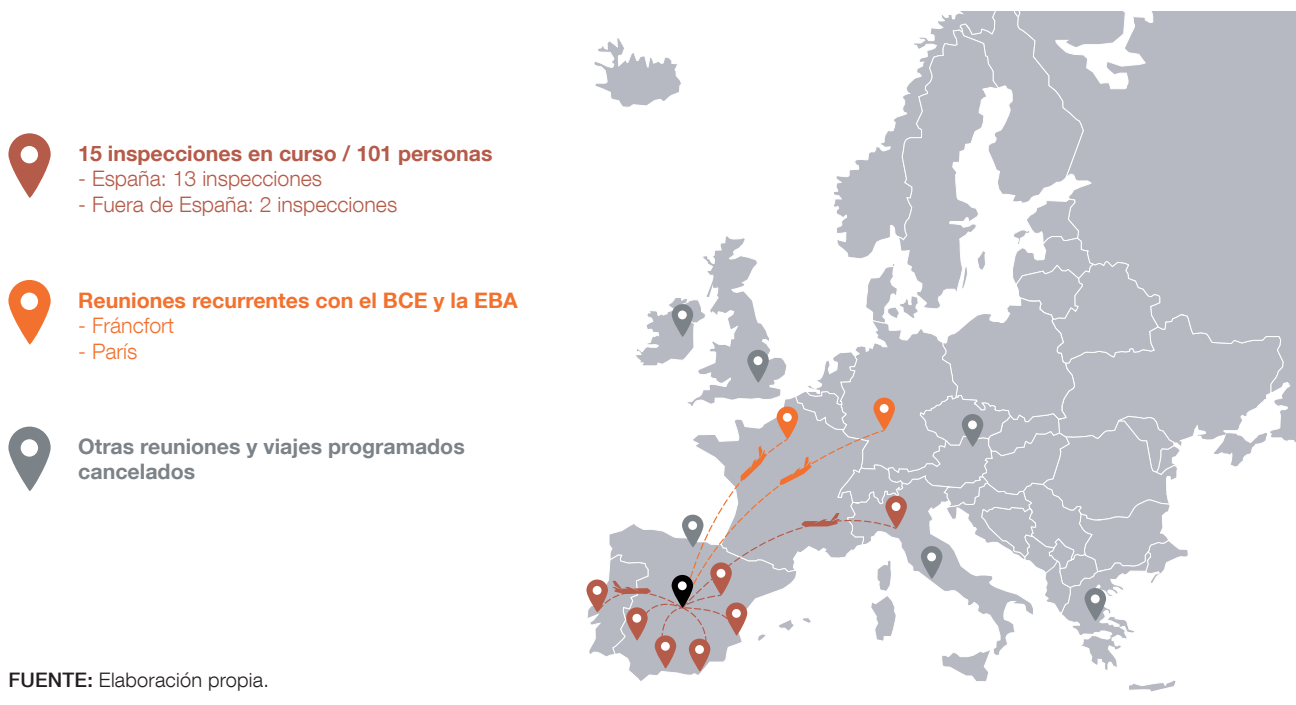 15 inspecciones en curso / 101 personas
- España: 13 inspecciones
- Fuera de España: 2 inspecciones
Reuniones recurrentes con el BCE y la EBA
- Fráncfort
- París
Otras reuniones y viajes programados
cancelados
FUENTE: Elaboración propia.